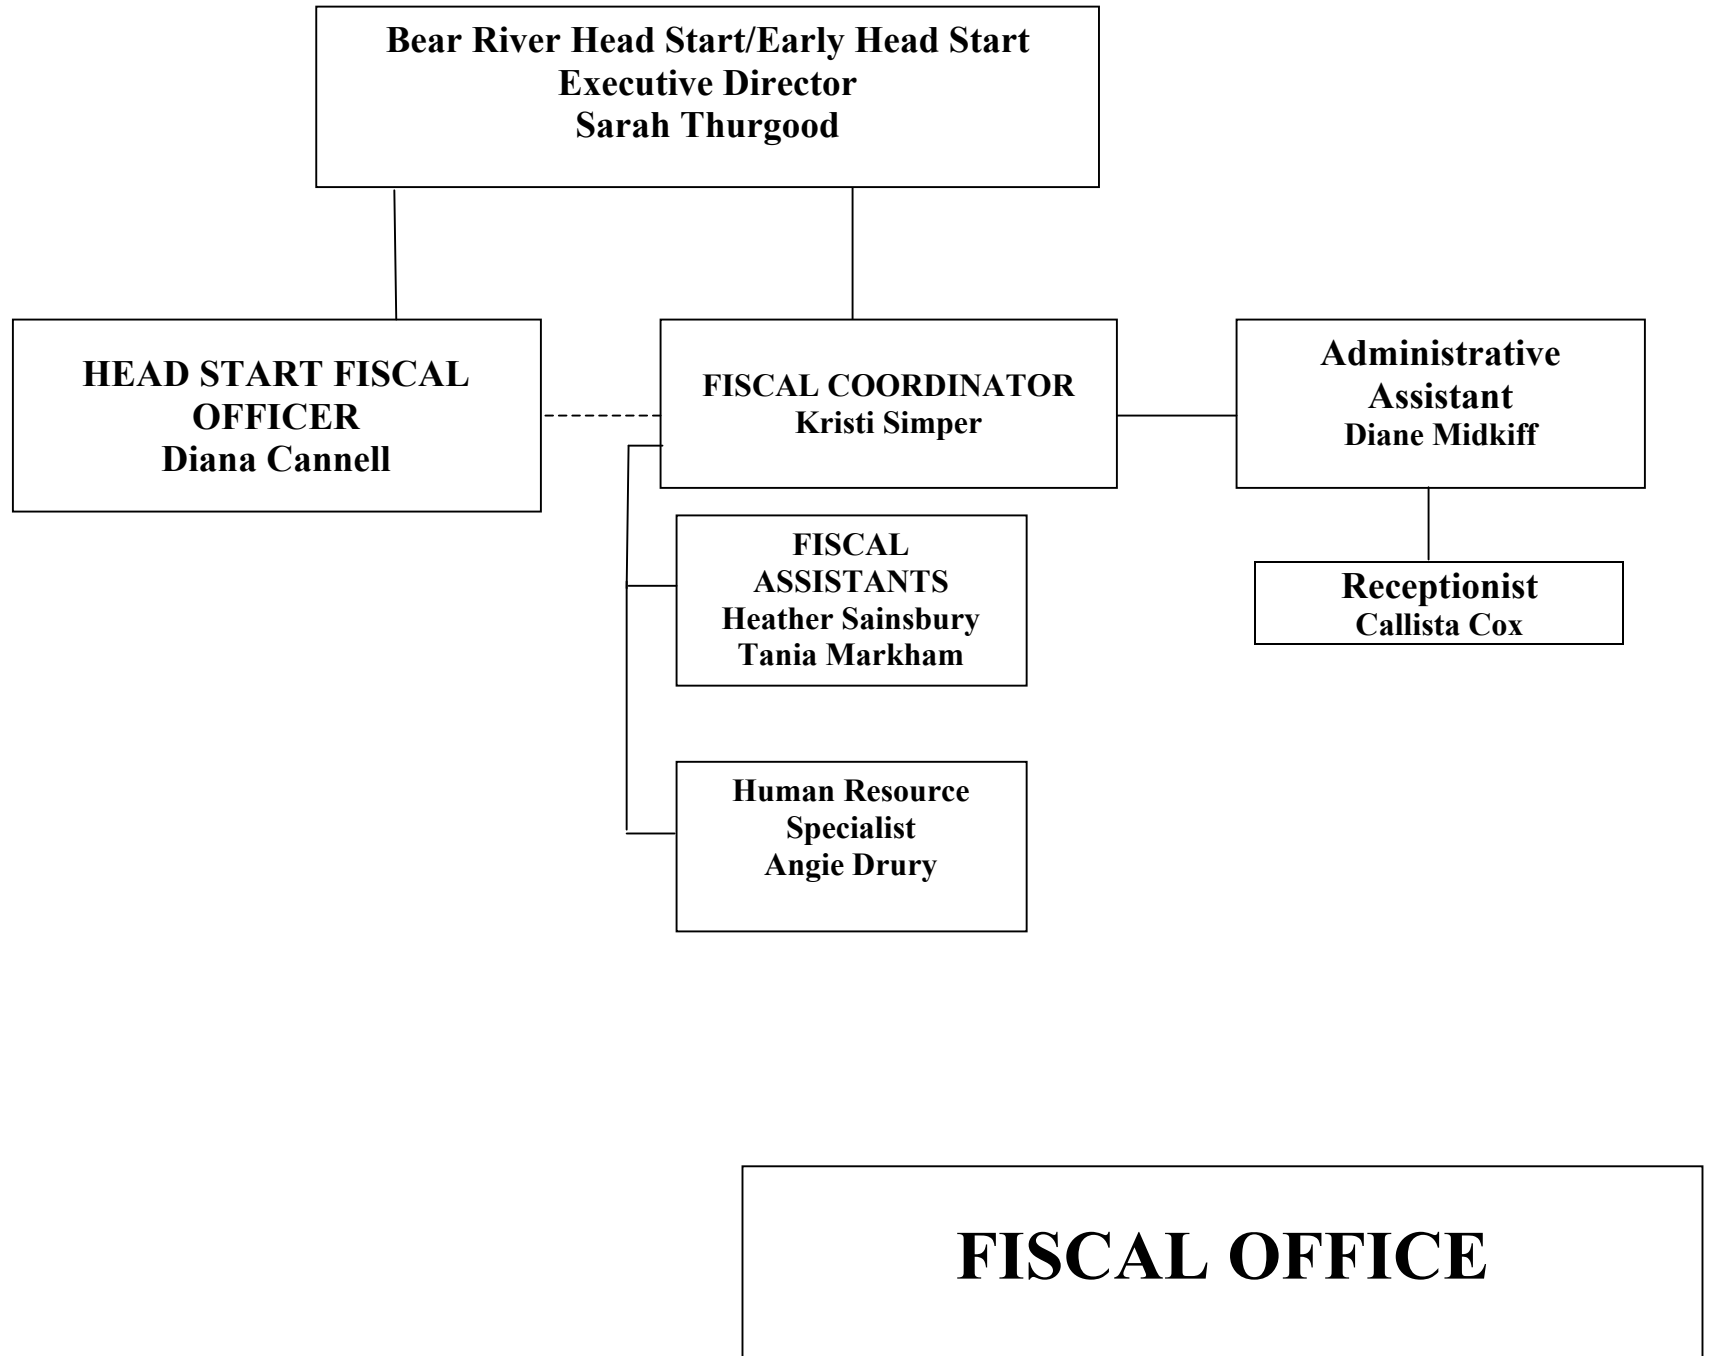 Bear River Head Start/Early Head Start
Executive Director
Sarah Thurgood
HEAD START FISCAL
OFFICER
Diana Cannell
FISCAL COORDINATOR
Kristi Simper
Administrative
Assistant
Diane Midkiff
FISCAL
ASSISTANTS
Heather Sainsbury
Tania Markham
Receptionist
Callista Cox
Human Resource
Specialist
Angie Drury
FISCAL OFFICE